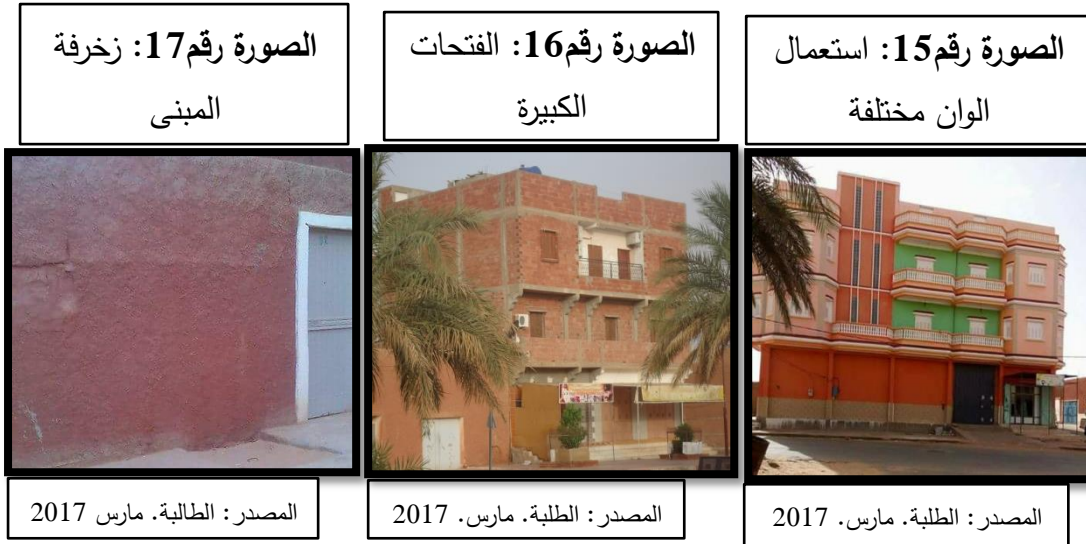 الصورة رقم15: استعمال
الوان مختلفة
الصورة رقم16: الفتحات
الكبيرة
الصورة رقم17: زخرفة
المبنى
المصدر: الطلبة. مارس. 2017
المصدر: الطلبة. مارس. 2017
المصدر: الطالبة. مارس 2017